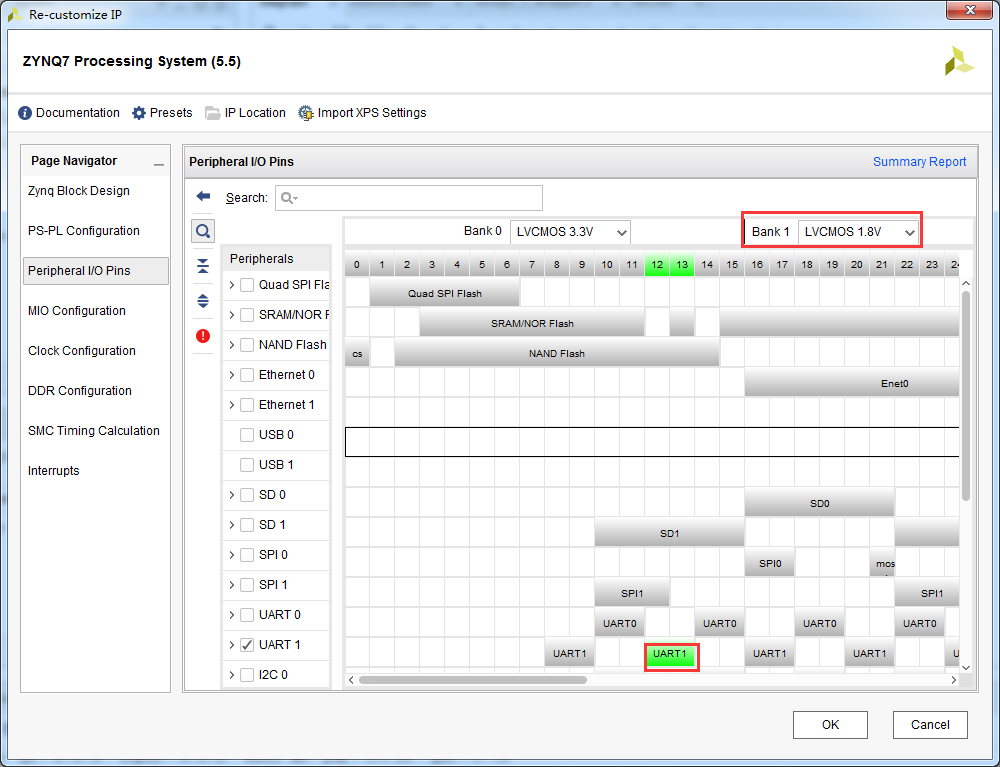 Re-customize IP
ZYNQ7 Processing System (5.5)
Documentation Presets IP Location Import XPS Settings
Page Navigator
Zynq Block Design
PS-PL Configuration
Peripheral I/O Pins
MIO Configuration
Clock Configuration
DDR Configuration
SMC Timing Calculation
Interrupts
Peripheral I/O Pins Summary Report
Search:
Bank 0 LVCMOS 3.3V Bank 1 LVCMOS 1.8V
Peripherals 0 1 2 3 4 5 6 7 8 9 10 11 12 13 14 15 16 17 18 19 20 21 22 23 24
Quad SPI Fla Quad SPI Flash
SRAM/NOR F SRAM/NOR Flash
NAND Flash cs NAND Flash
Ethernet 0 Enet0
Ethernet 1
USB 0
USB 1
SD 0 SD0
SD 1 SD1
SPI 0 SPI0 mos
SPI 1 SPI1 SPI1
UART 0 UART0 UART0 UART0 UART0
UART 1 UART1 UART1 UART1 UART1 U
I2C 0
OK Cancel